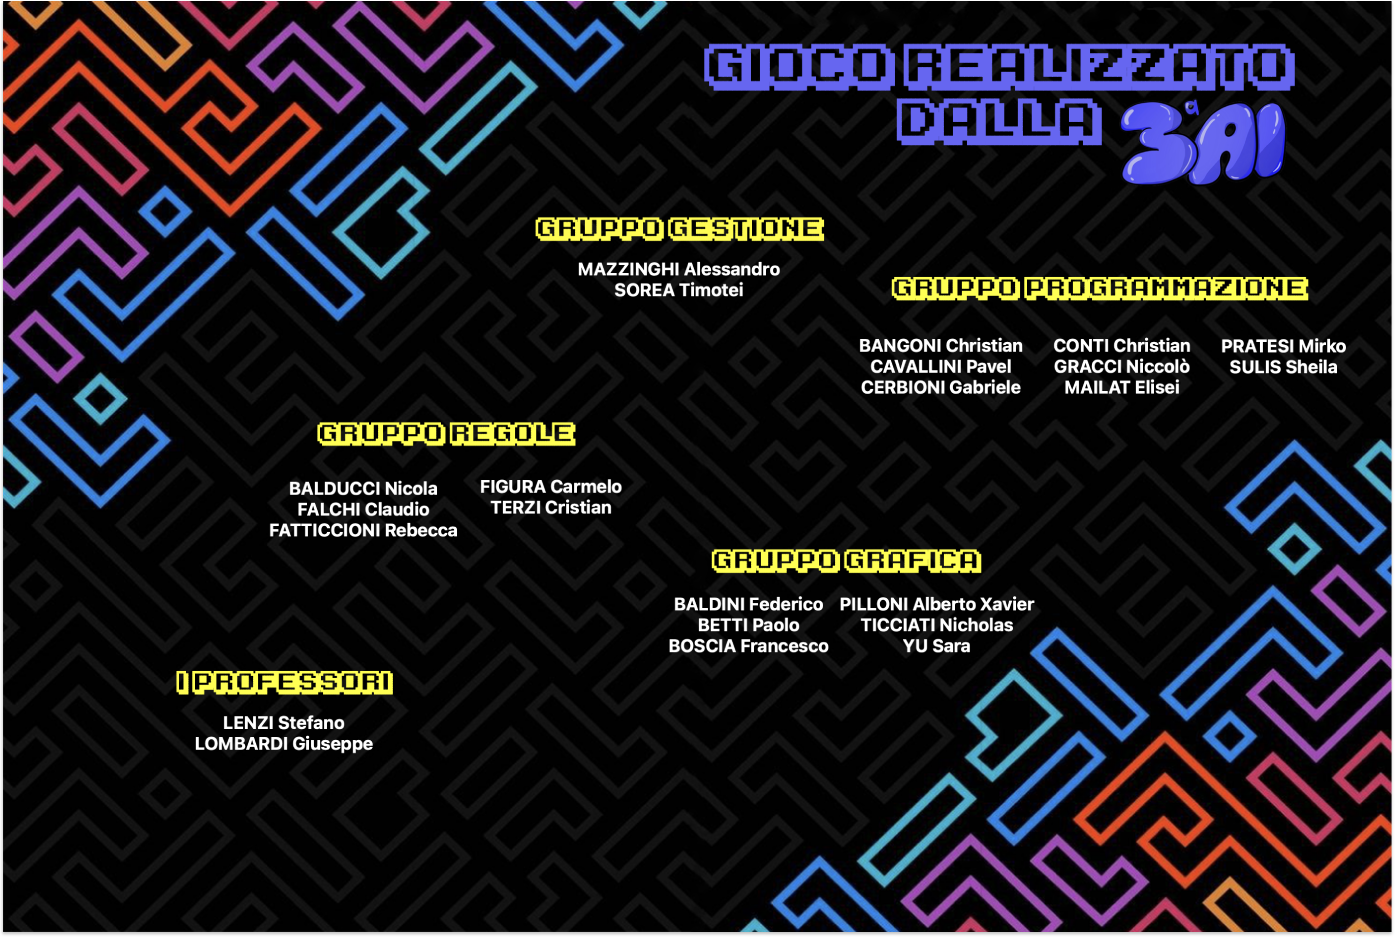 GIOCO REALIZZATO
DALLA 3ª AI
GRUPPO GESTIONE
MAZZINGHI Alessandro
SOREA Timotei
GRUPPO PROGRAMMAZIONE
BANGONI Christian
CAVALLINI Pavel
CERBIONI Gabriele
CONTI Christian
GRACCI Niccolò
MAILAT Elisei
PRATESI Mirko
SULIS Sheila
GRUPPO REGOLE
BALDUCCI Nicola
FALCHI Claudio
FATTICCIONI Rebecca
FIGURA Carmelo
TERZI Cristian
GRUPPO GRAFICA
BALDINI Federico
BETTI Paolo
BOSCIA Francesco
PILLONI Alberto Xavier
TICCIATI Nicholas
YU Sara
I PROFESSORI
LENZI Stefano
LOMBARDI Giuseppe